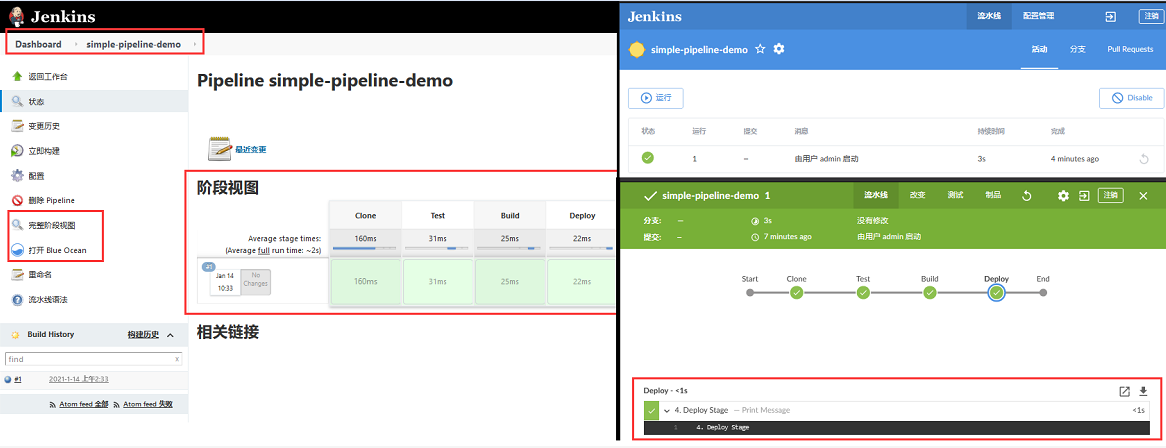 Jenkins
Dashboard
simple-pipeline-demo
返回工作台
状态
变更历史
立即构建
配置
删除 Pipeline
完整阶段视图
打开 Blue Ocean
重命名
流水线语法
Build History
构建历史
find
x
#1
2021-1-14 上午2:33
Atom feed 全部
Atom feed 失败
Pipeline simple-pipeline-demo
最近变更
阶段视图
Clone Test Build Deploy
Average stage times:
160ms 31ms 25ms 22ms
(Average full run time: ~2s)
#1
Jan 14
10:33
No
Changes
160ms 31ms 25ms 22ms
相关链接
Jenkins
流水线
配置管理
注销
simple-pipeline-demo
活动
分支
Pull Requests
运行
Disable
状态 运行 提交 消息 持续时间 完成
1 – 由用户 admin 启动 3s 4 minutes ago
simple-pipeline-demo 1
流水线
改变
测试
制品
注销
分支: – 3s 没有修改
提交: – 7 minutes ago 由用户 admin 启动
Start Clone Test Build Deploy End
Deploy - <1s
4. Deploy Stage — Print Message <1s
1 4. Deploy Stage